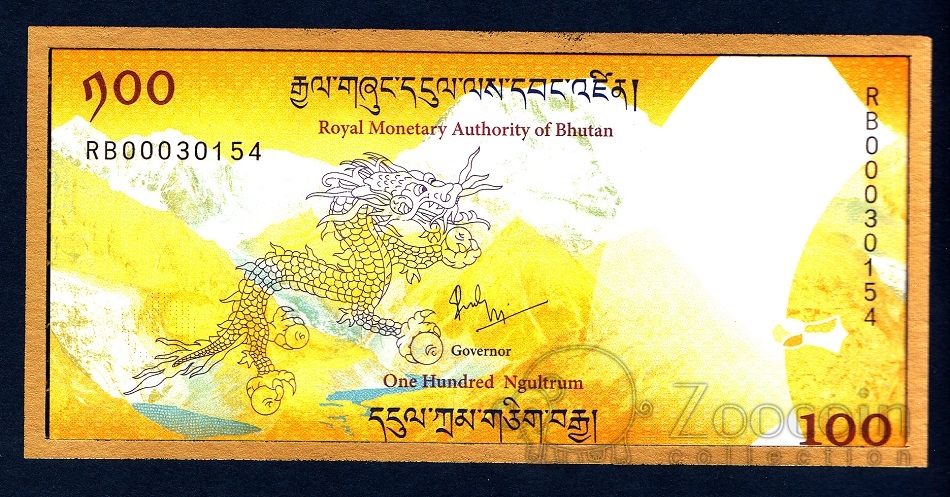 ༡༠༠
རྒྱལ་གཞུང་དངུལ་ལས་དབང་འཛིན།
Royal Monetary Authority of Bhutan
RB00030154
RB00030154
Governor
One Hundred Ngultrum
དངུལ་ཀྲམ་གཅིག་བརྒྱ།
100
Zoocoin
collection